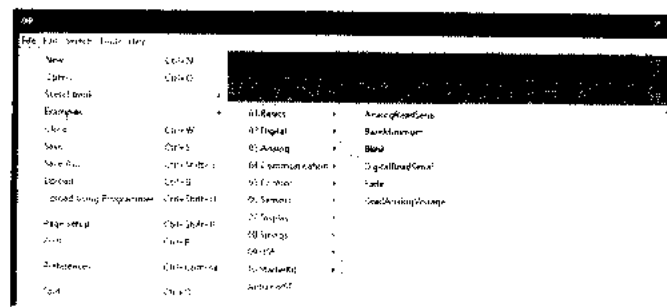 File Edit Sketch Tools Help
New Ctrl+N
Open... Ctrl+O
Sketchbook
Examples
Close Ctrl+W
Save Ctrl+S
Save As... Ctrl+Shift+S
Upload Ctrl+U
Upload Using Programmer Ctrl+Shift+U
Page Setup Ctrl+Shift+P
Print Ctrl+P
Preferences Ctrl+Comma
Quit Ctrl+Q
01.Basics
02.Digital
03.Analog
04.Communication
05.Control
06.Sensors
07.Display
08.Strings
09.USB
10.StarterKit
ArduinoISP
AnalogReadSerial
BareMinimum
Blink
DigitalReadSerial
Fade
ReadAnalogVoltage